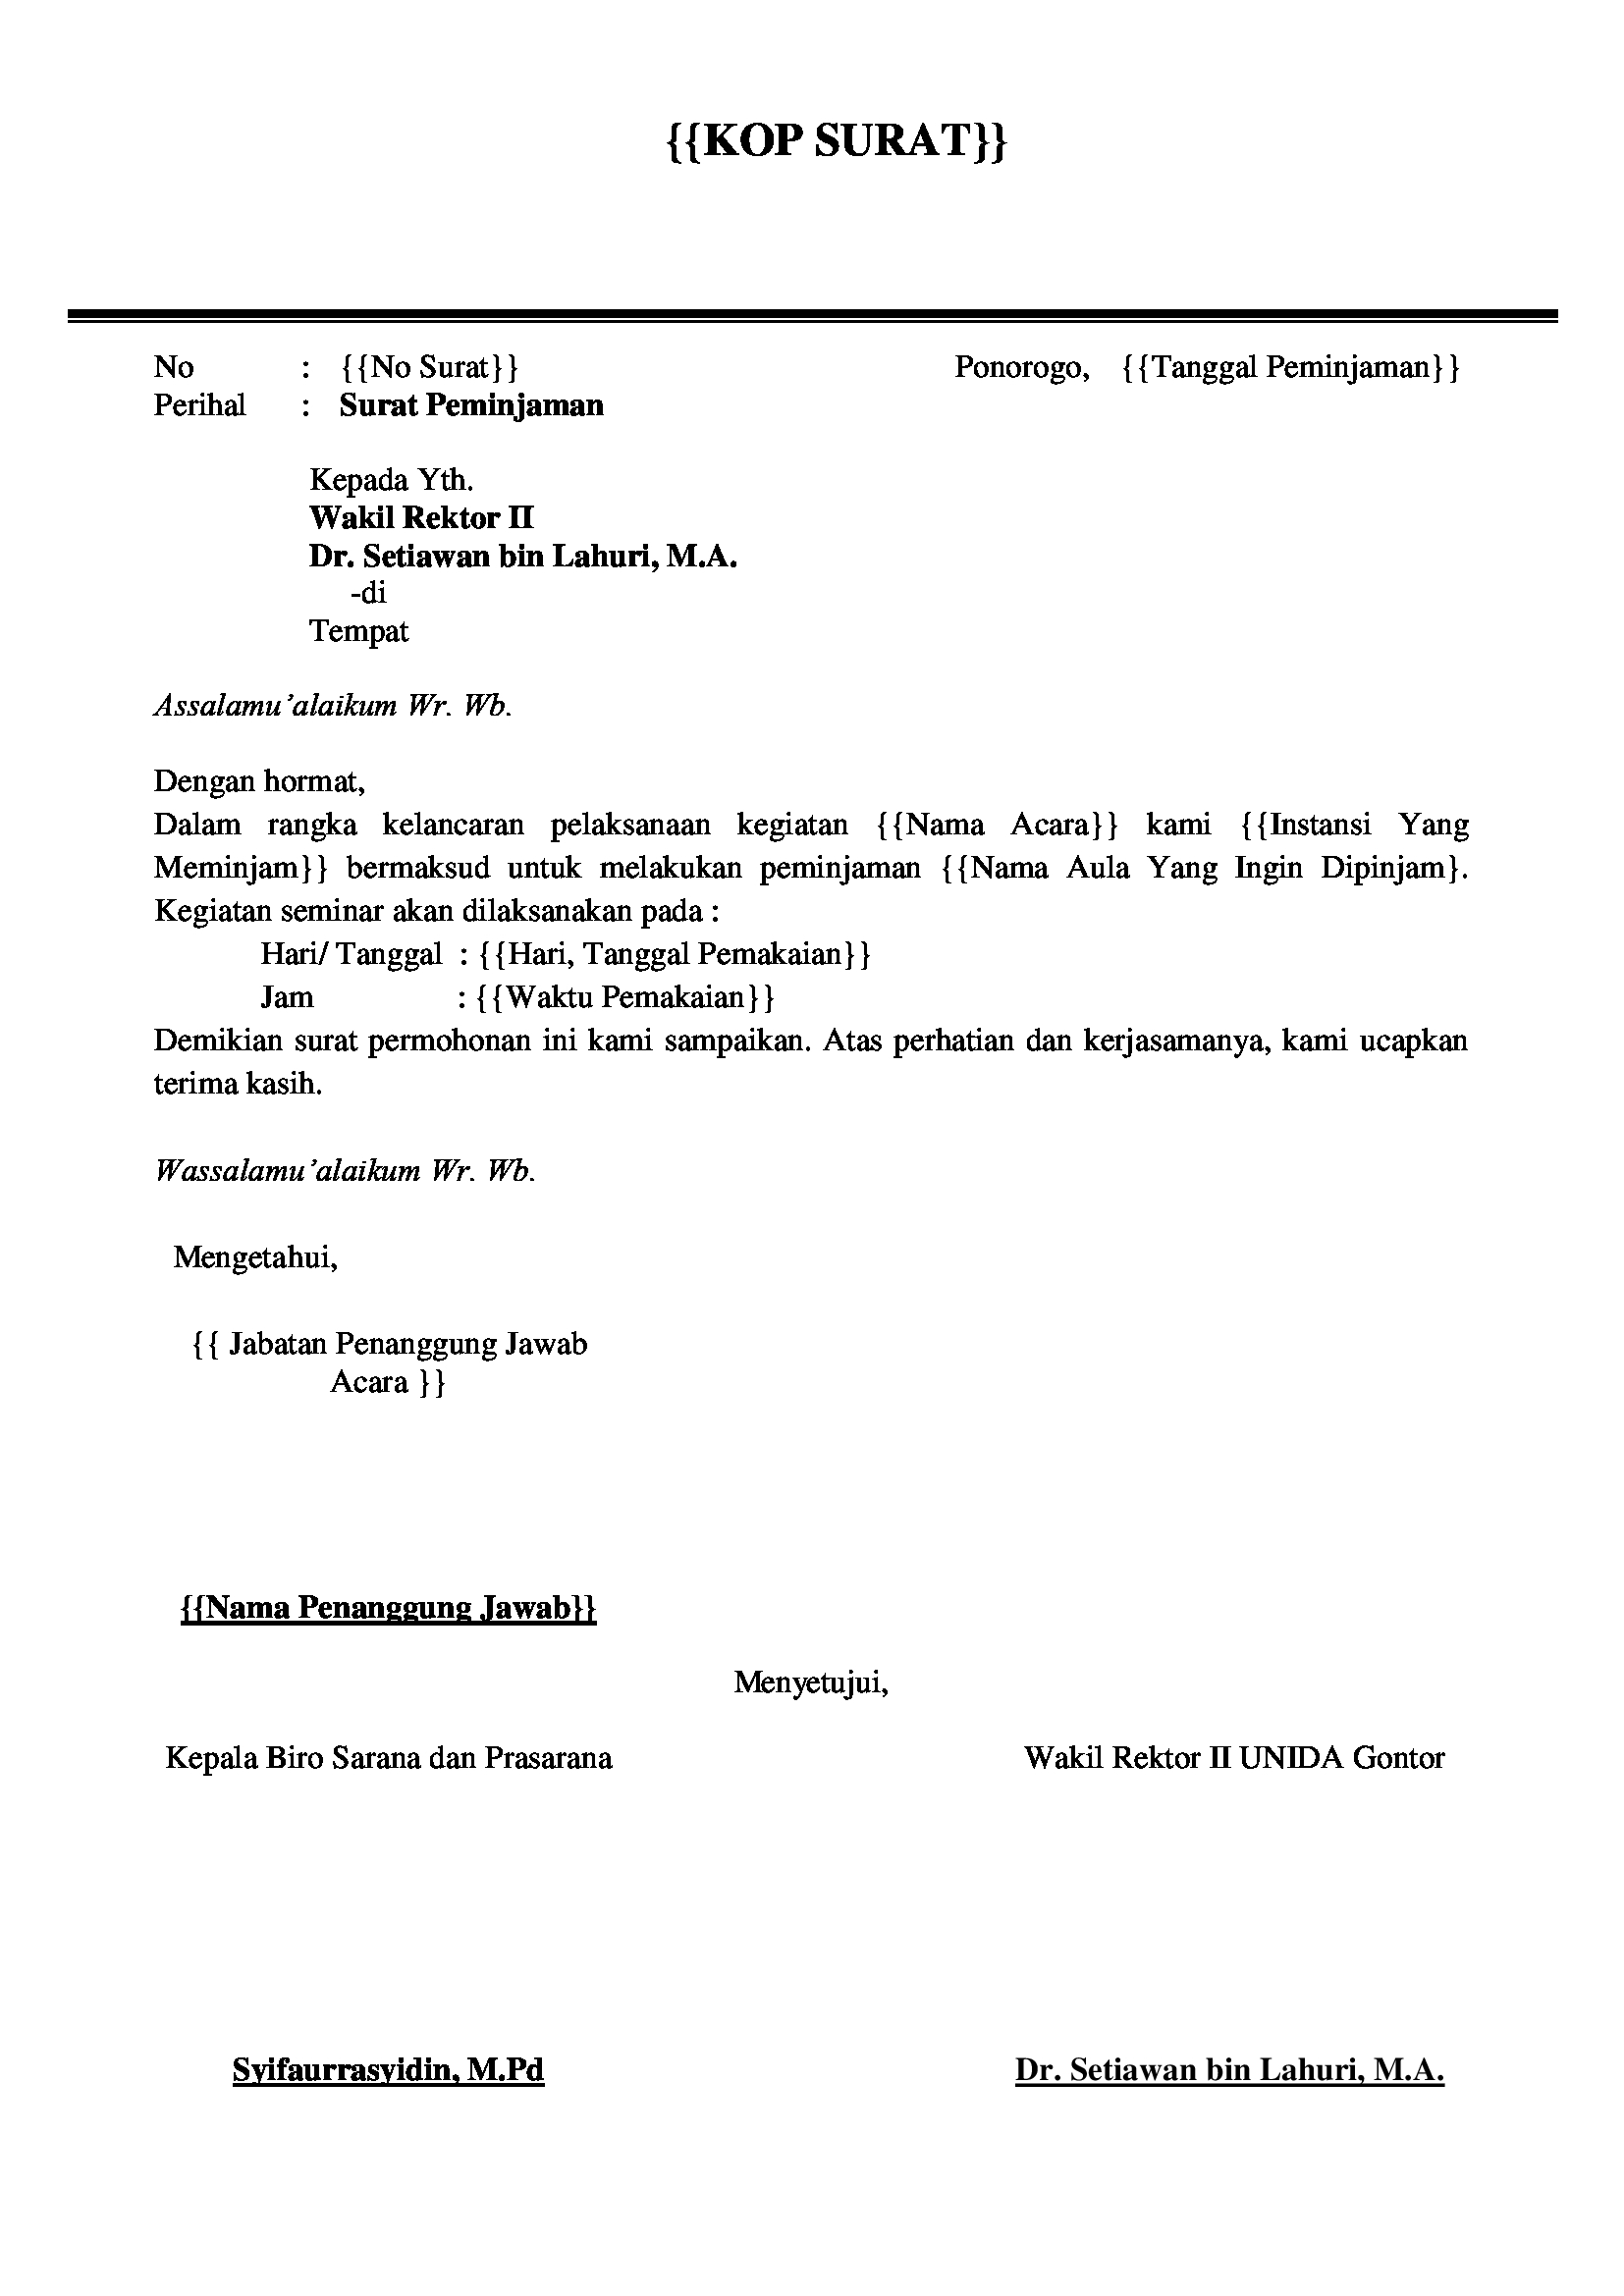 {{KOP SURAT}}
No : {{No Surat}} Ponorogo, {{Tanggal Peminjaman}}
Perihal : Surat Peminjaman
Kepada Yth.
Wakil Rektor II
Dr. Setiawan bin Lahuri, M.A.
-di
Tempat
Assalamu’alaikum Wr. Wb.
Dengan hormat,
Dalam rangka kelancaran pelaksanaan kegiatan {{Nama Acara}} kami {{Instansi Yang
Meminjam}} bermaksud untuk melakukan peminjaman {{Nama Aula Yang Ingin Dipinjam}.
Kegiatan seminar akan dilaksanakan pada :
Hari/ Tanggal : {{Hari, Tanggal Pemakaian}}
Jam : {{Waktu Pemakaian}}
Demikian surat permohonan ini kami sampaikan. Atas perhatian dan kerjasamanya, kami ucapkan
terima kasih.
Wassalamu’alaikum Wr. Wb.
Mengetahui,
{{ Jabatan Penanggung Jawab
Acara }}
{{Nama Penanggung Jawab}}
Menyetujui,
Kepala Biro Sarana dan Prasarana Wakil Rektor II UNIDA Gontor
Syifaurrasyidin, M.Pd Dr. Setiawan bin Lahuri, M.A.